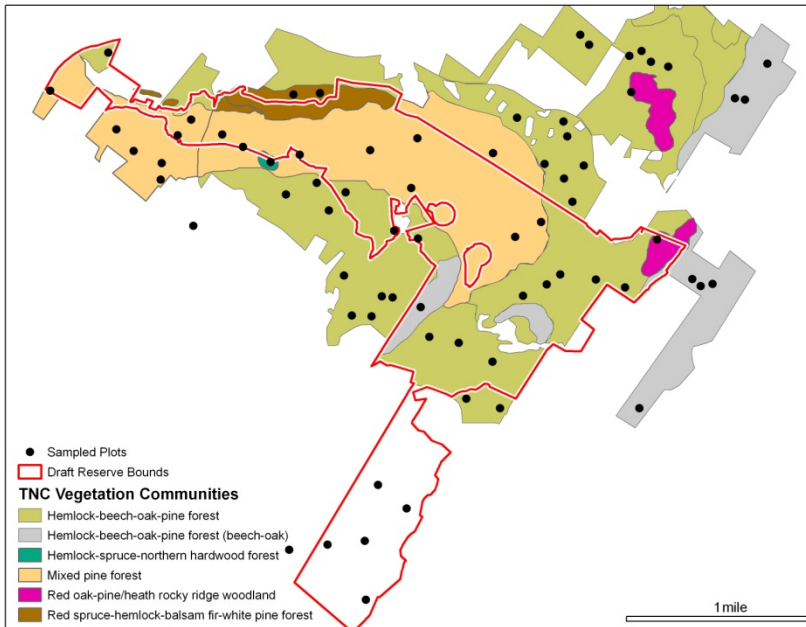 Sampled Plots
Draft Reserve Bounds
TNC Vegetation Communities
Hemlock-beech-oak-pine forest
Hemlock-beech-oak-pine forest (beech-oak)
Hemlock-spruce-northern hardwood forest
Mixed pine forest
Red oak-pine/heath rocky ridge woodland
Red spruce-hemlock-balsam fir-white pine forest
1 mile